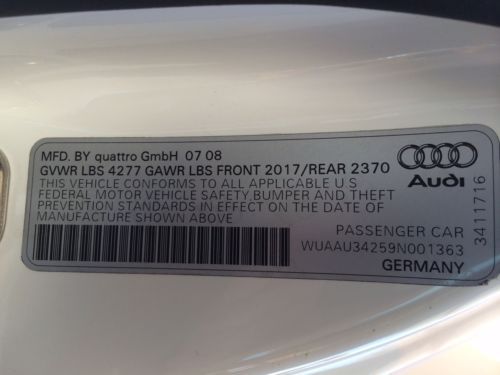 MFD. BY quattro GmbH 07 08
GVWR LBS 4277 GAWR LBS FRONT 2017/REAR 2370
THIS VEHICLE CONFORMS TO ALL APPLICABLE U S
FEDERAL MOTOR VEHICLE SAFETY, BUMPER AND THEFT
PREVENTION STANDARDS IN EFFECT ON THE DATE OF
MANUFACTURE SHOWN ABOVE
Audi
PASSENGER CAR
WUAAU34259N001363
GERMANY
3411716